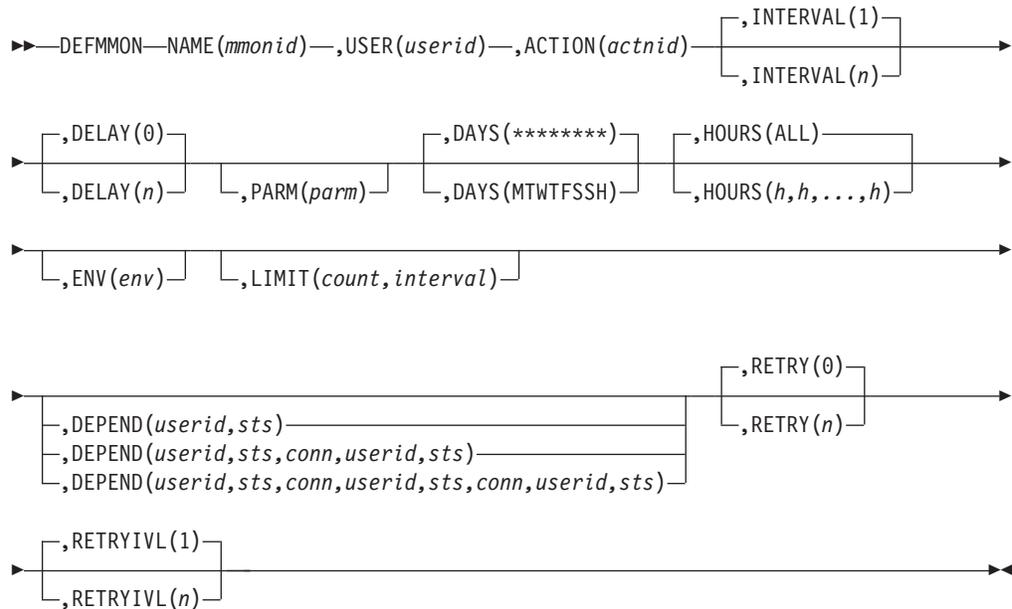 ,INTERVAL(1)
DEFMMON NAME(mmonid) ,USER(userid) ,ACTION(actnid)
,INTERVAL(n)
,DELAY(0) ,DAYS(********) ,HOURS(ALL)
,DELAY(n) ,PARM(parm) ,DAYS(MTWTFSSH) ,HOURS(h,h,...,h)
,ENV(env) ,LIMIT(count,interval)
,RETRY(0)
,DEPEND(userid,sts) ,RETRY(n)
,DEPEND(userid,sts,conn,userid,sts)
,DEPEND(userid,sts,conn,userid,sts,conn,userid,sts)
,RETRYIVL(1)
,RETRYIVL(n)